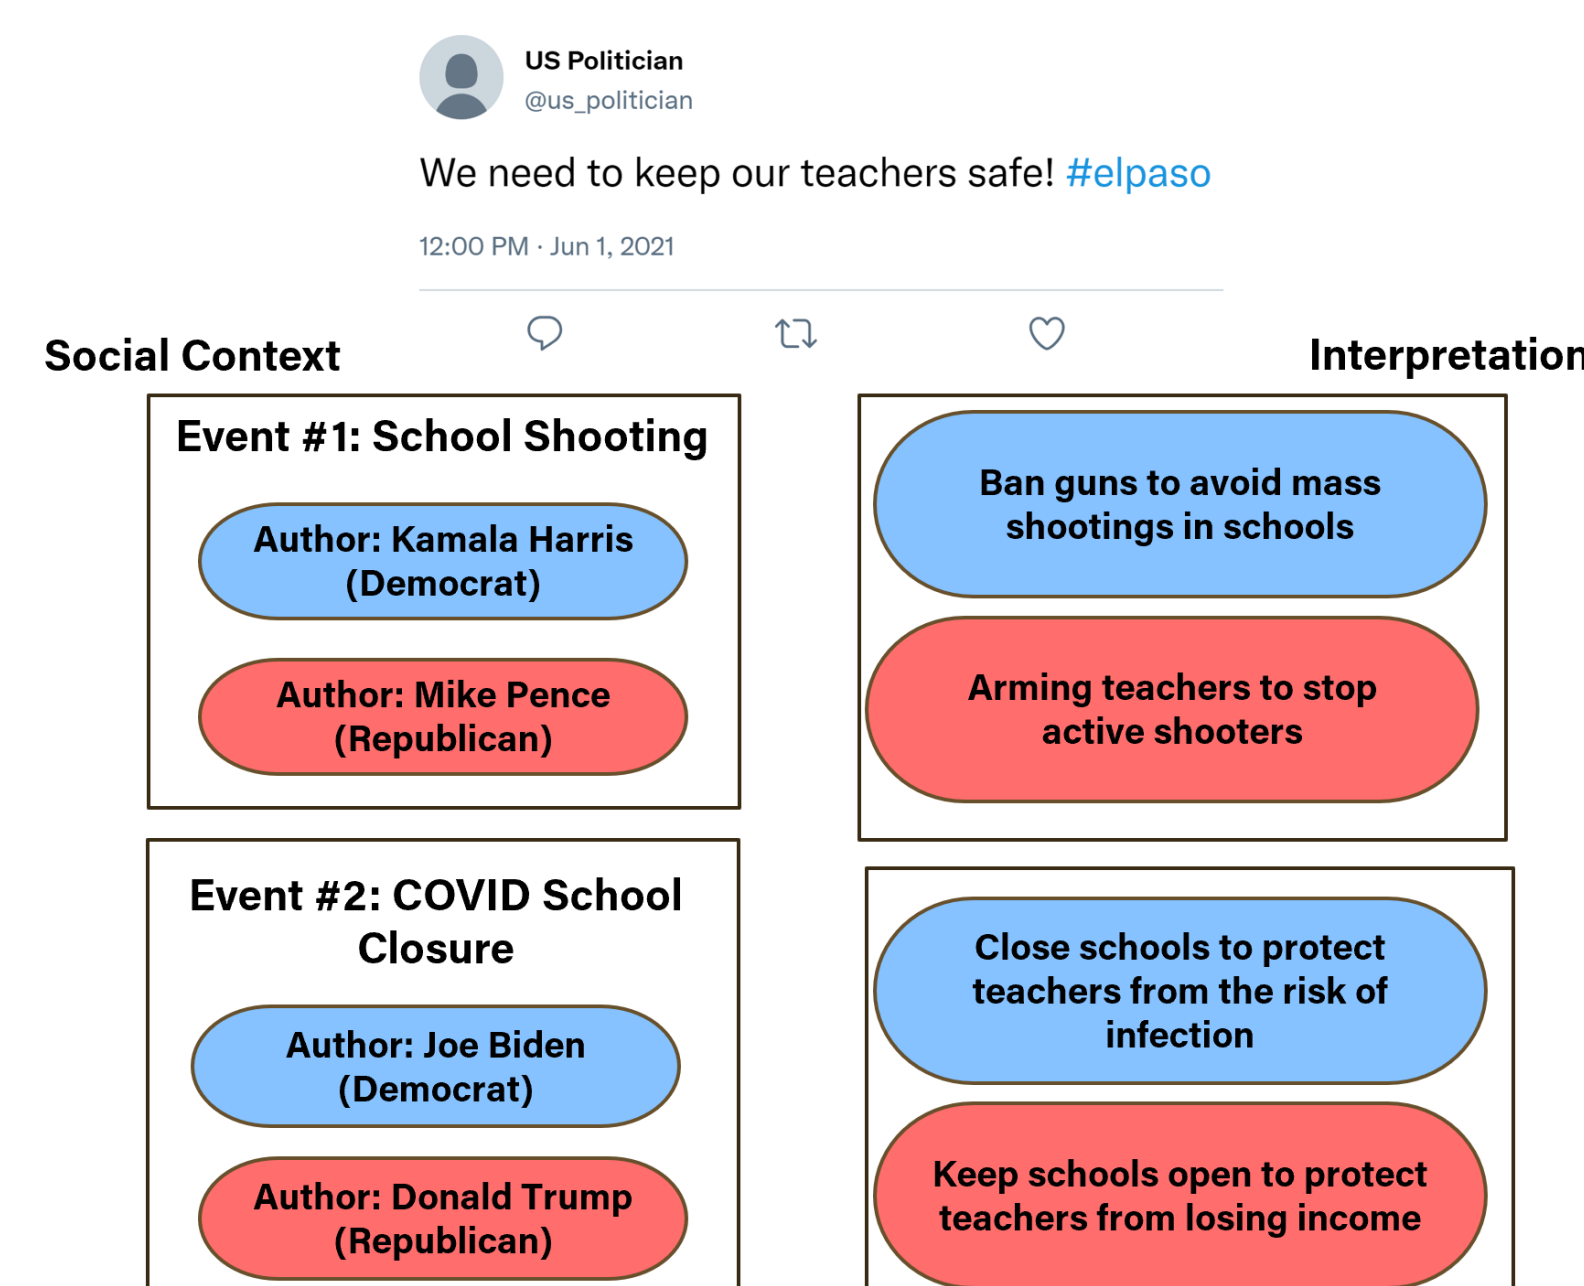 US Politician
@us_politician
We need to keep our teachers safe! #elpaso
12:00 PM · Jun 1, 2021
Social Context
Interpretation
Event #1: School Shooting
Author: Kamala Harris
(Democrat)
Author: Mike Pence
(Republican)
Ban guns to avoid mass
shootings in schools
Arming teachers to stop
active shooters
Event #2: COVID School
Closure
Author: Joe Biden
(Democrat)
Author: Donald Trump
(Republican)
Close schools to protect
teachers from the risk of
infection
Keep schools open to protect
teachers from losing income